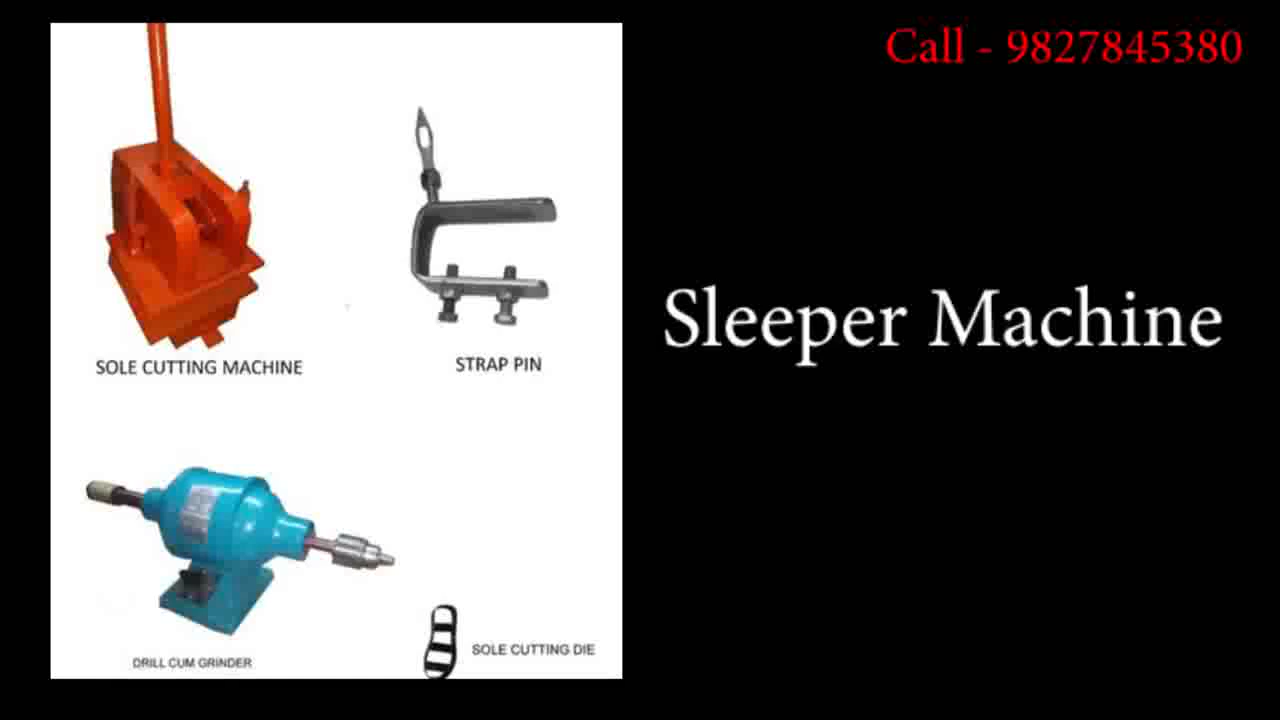 Call - 9827845380
SOLE CUTTING MACHINE
STRAP PIN
Sleeper Machine
DRILL CUM GRINDER
SOLE CUTTING DIE